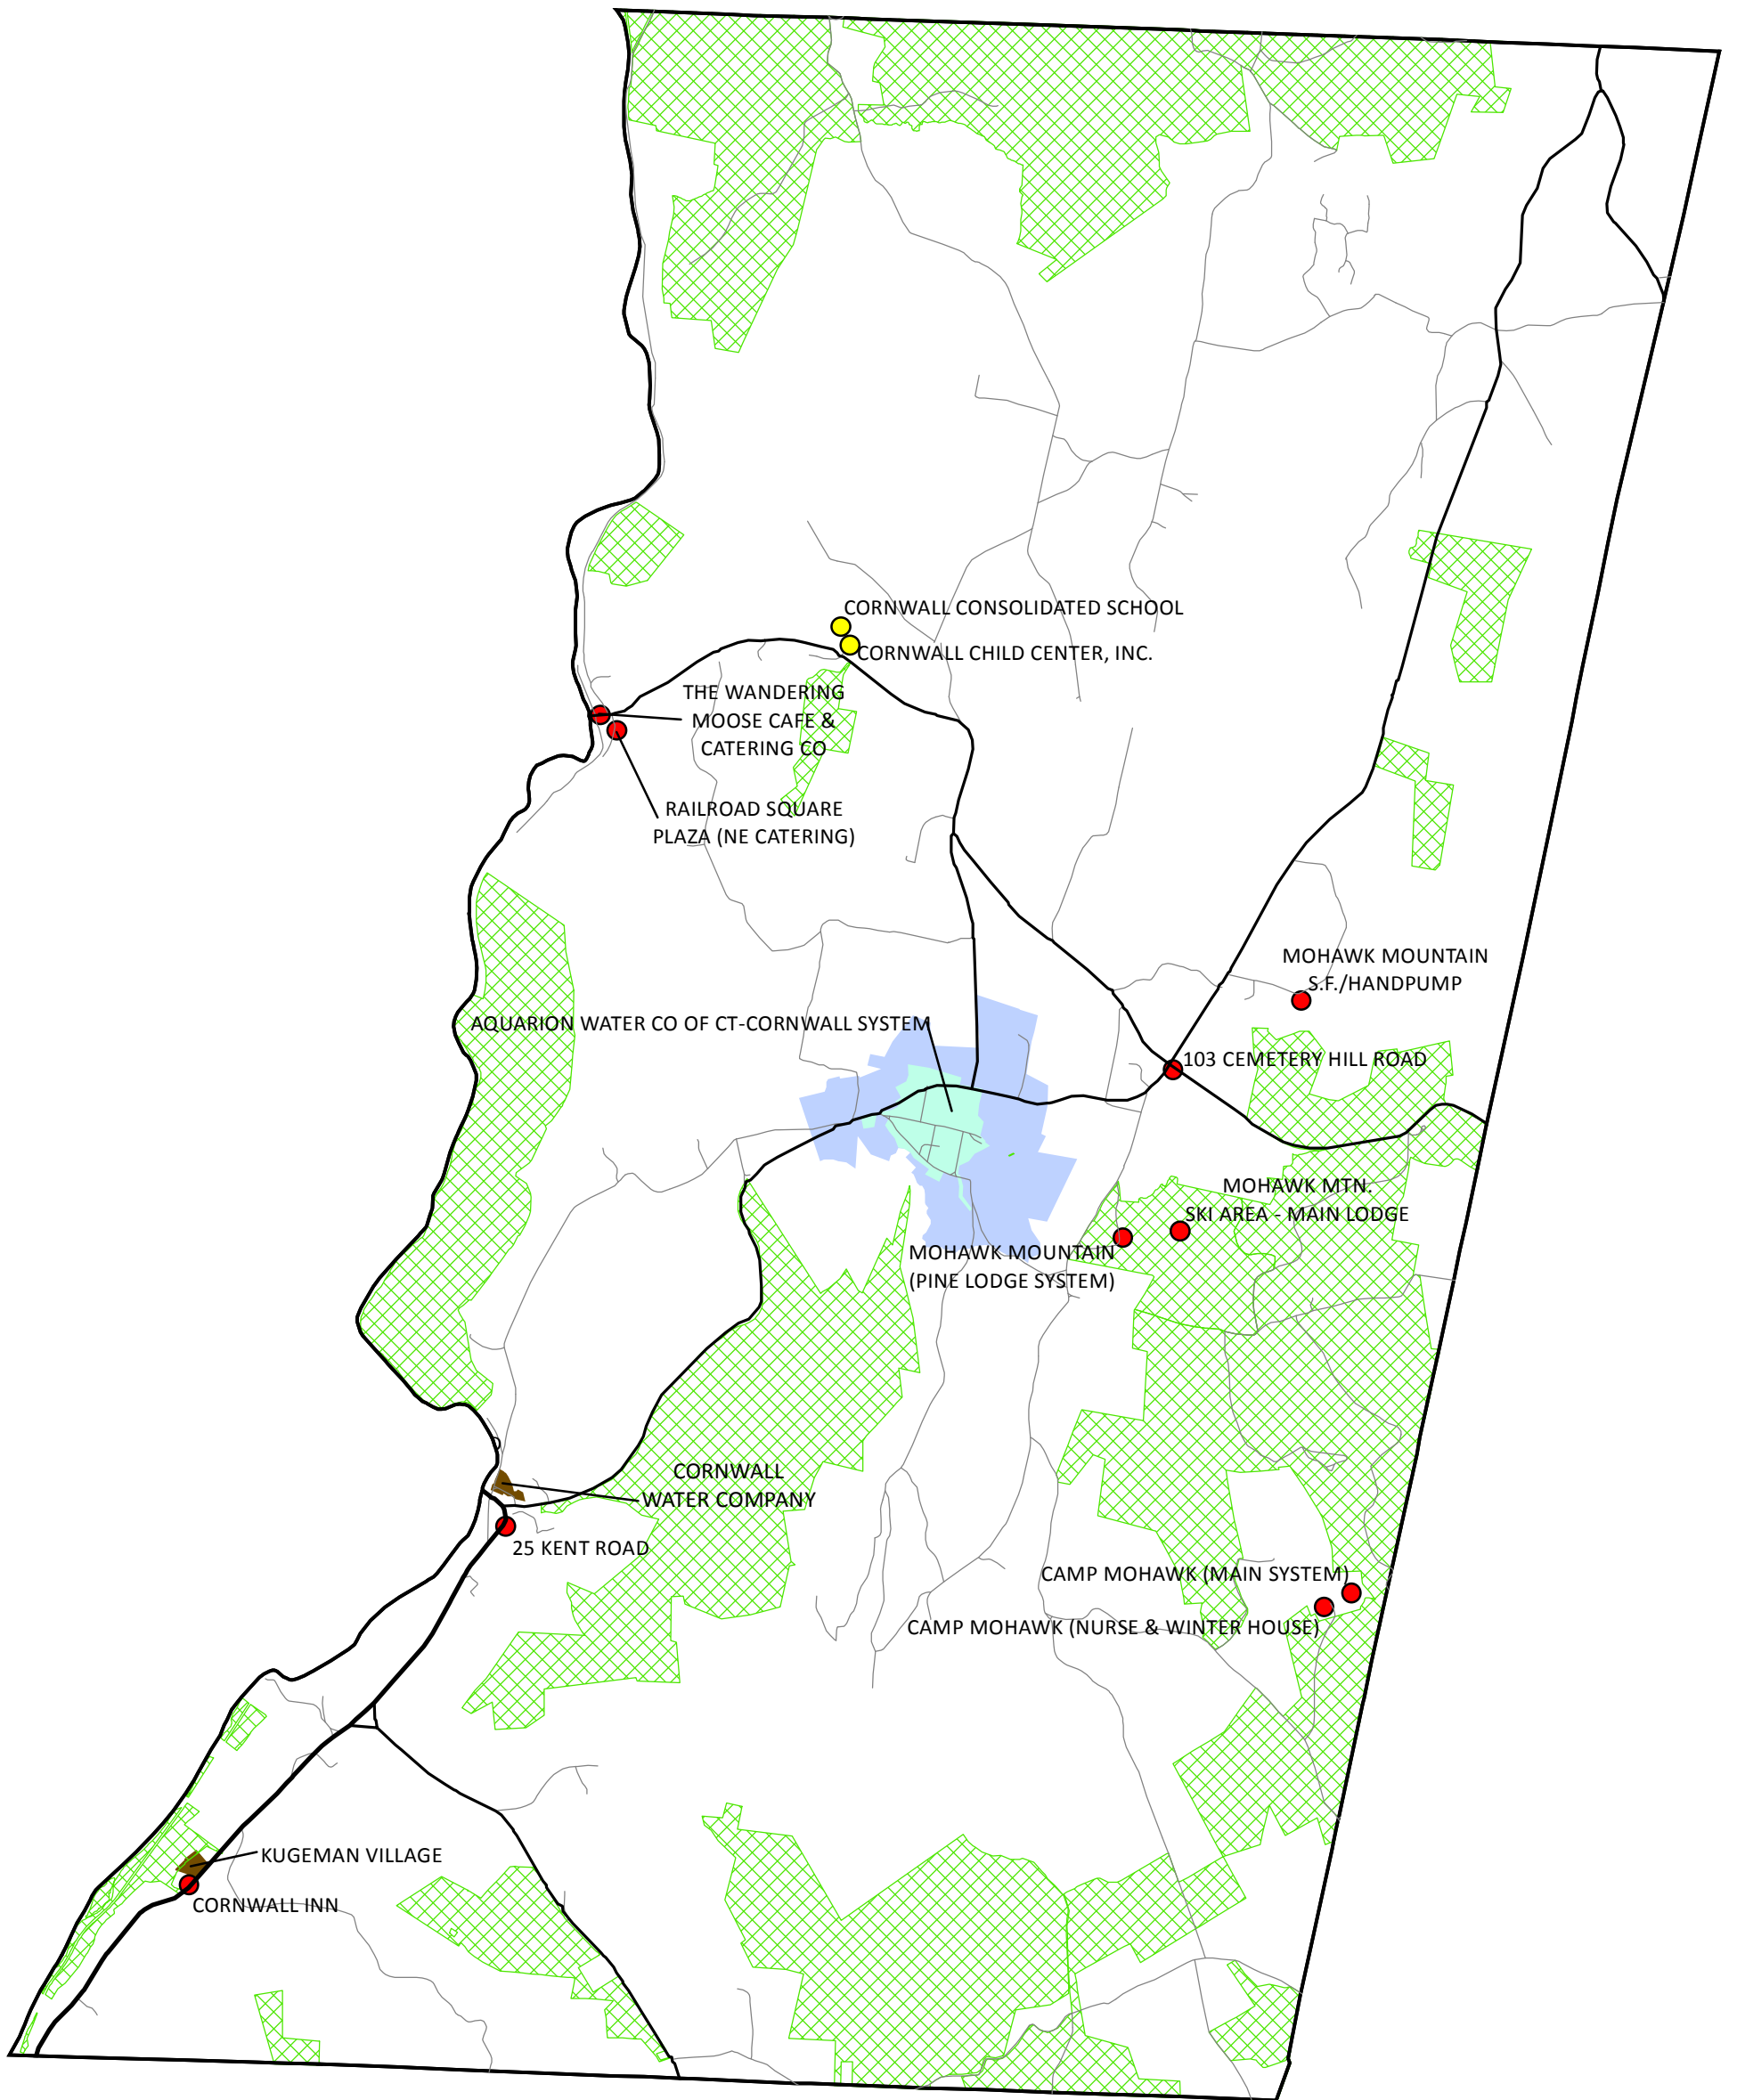 CORNWALL CONSOLIDATED SCHOOL
CORNWALL CHILD CENTER, INC.
THE WANDERING
MOOSE CAFE &
CATERING CO
RAILROAD SQUARE
PLAZA (NE CATERING)
MOHAWK MOUNTAIN
S.F./HANDPUMP
AQUARION WATER CO OF CT-CORNWALL SYSTEM
103 CEMETERY HILL ROAD
MOHAWK MTN.
SKI AREA - MAIN LODGE
MOHAWK MOUNTAIN
(PINE LODGE SYSTEM)
CORNWALL
WATER COMPANY
25 KENT ROAD
CAMP MOHAWK (MAIN SYSTEM)
CAMP MOHAWK (NURSE & WINTER HOUSE)
KUGEMAN VILLAGE
CORNWALL INN